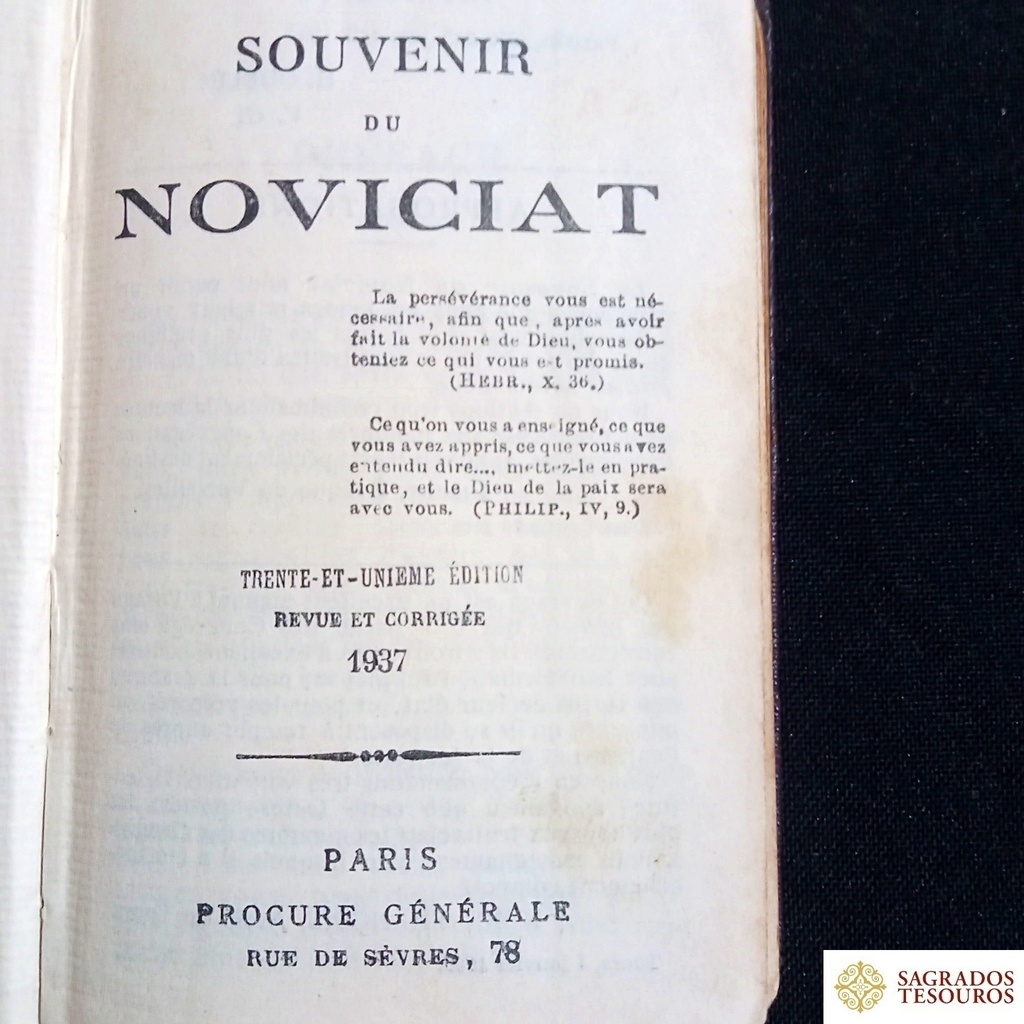 SOUVENIR
DU
NOVICIAT
La persévérance vous est né-
cessaire, afin que, apres avoir
fait la volonté de Dieu, vous ob-
teniez ce qui vous est promis.
(HEBR., X, 36.)
Ce qu'on vous a enseigné, ce que
vous avez appris, ce que vous avez
entendu dire..., mettez-le en pra-
tique, et le Dieu de la paix sera
avec vous. (PHILIP., IV, 9.)
TRENTE-ET-UNIEME ÉDITION
REVUE ET CORRIGÉE
1937
PARIS
PROCURE GÉNÉRALE
RUE DE SÈVRES, 78
SAGRADOS
TESOUROS